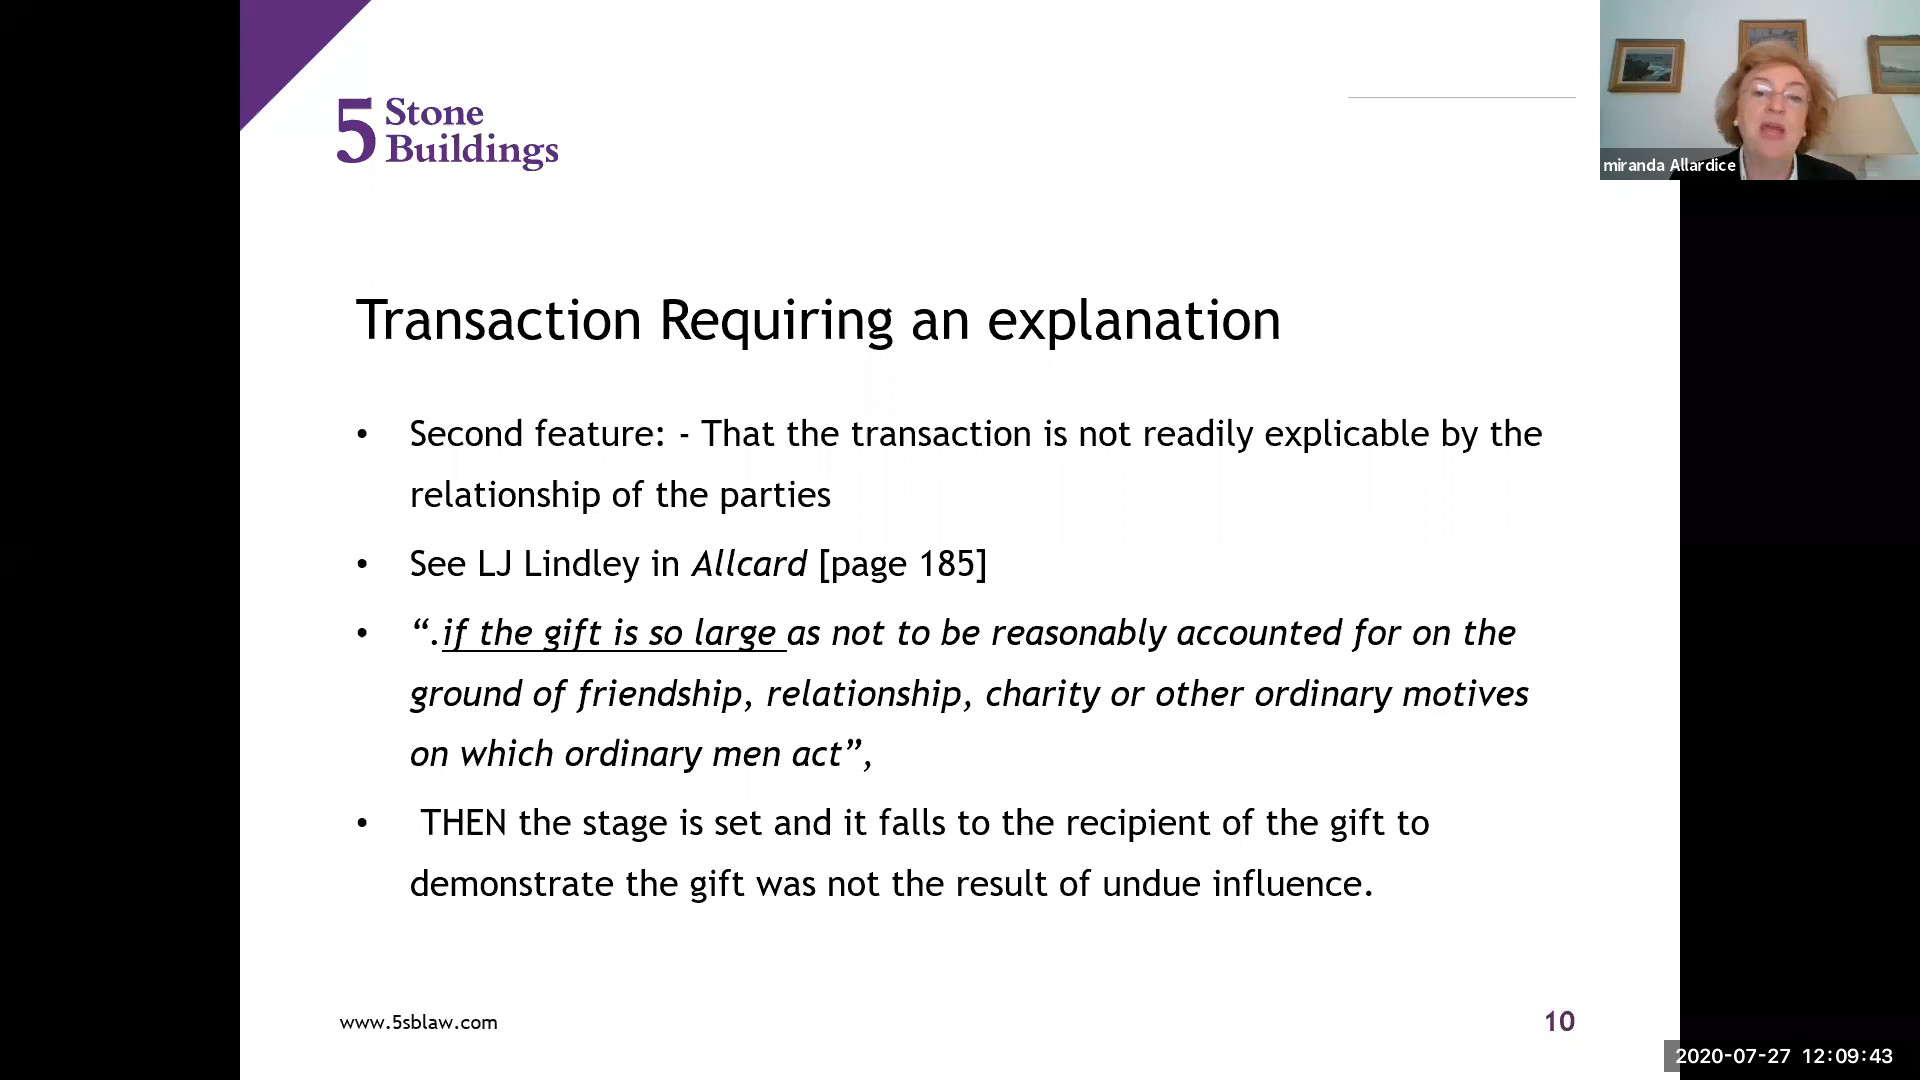 5 Stone
Buildings
miranda Allardice
Transaction Requiring an explanation
• Second feature: - That the transaction is not readily explicable by the
relationship of the parties
• See LJ Lindley in Allcard [page 185]
• “.if the gift is so large as not to be reasonably accounted for on the
ground of friendship, relationship, charity or other ordinary motives
on which ordinary men act”,
• THEN the stage is set and it falls to the recipient of the gift to
demonstrate the gift was not the result of undue influence.
www.5sblaw.com
10
2020-07-27 12:09:43